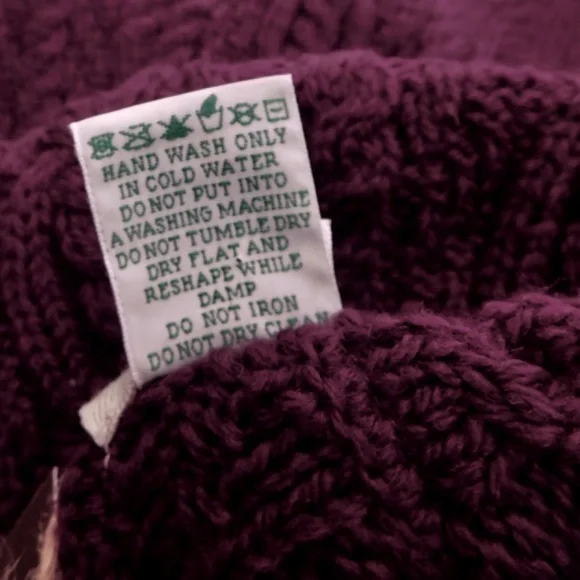 HAND WASH ONLY
IN COLD WATER
DO NOT PUT INTO
A WASHING MACHINE
DO NOT TUMBLE DRY
DRY FLAT AND
RESHAPE WHILE
DAMP
DO NOT IRON
DO NOT DRY CLEAN